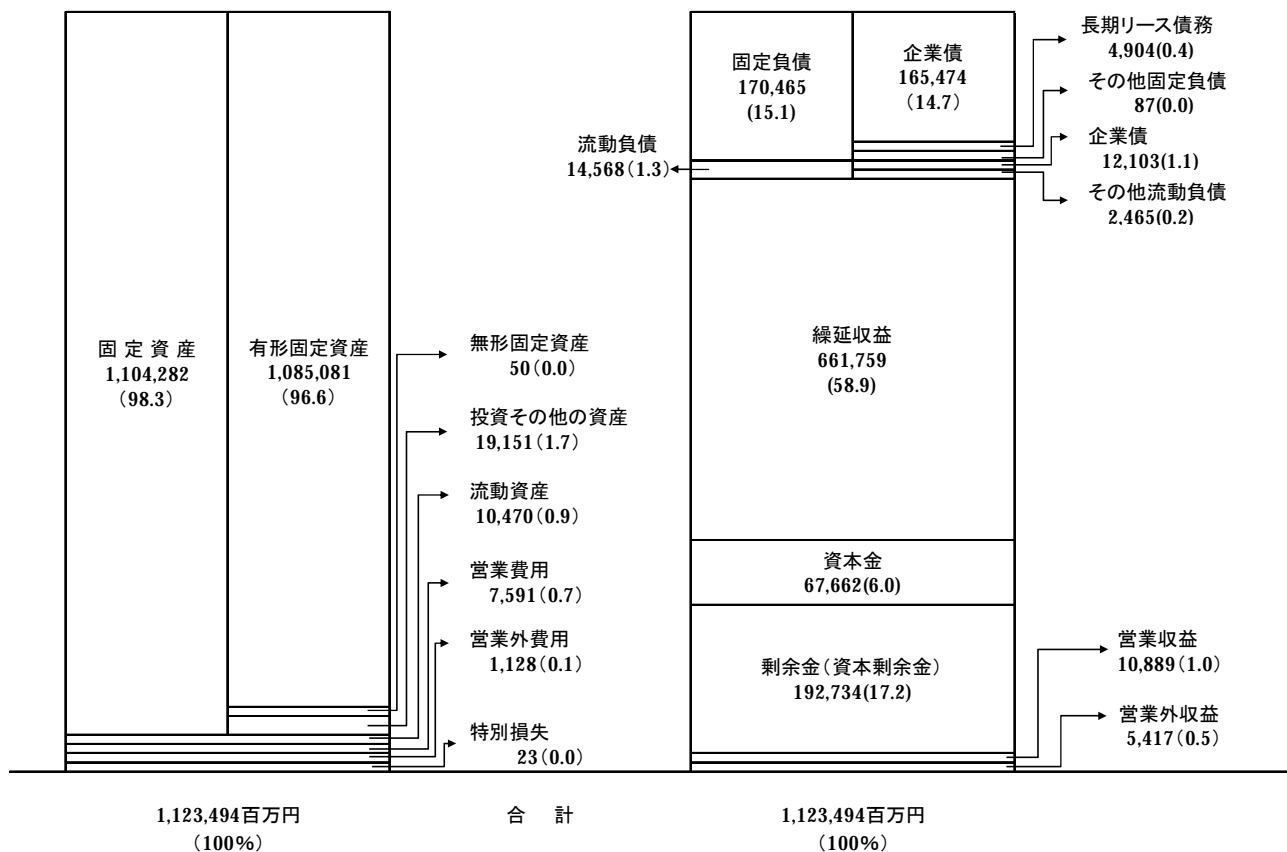 固定資産
1,104,282
（98.3）
有形固定資産
1,085,081
（96.6）
無形固定資産
50（0.0）
投資その他の資産
19,151（1.7）
流動資産
10,470（0.9）
営業費用
7,591（0.7）
営業外費用
1,128（0.1）
特別損失
23（0.0）
1,123,494百万円
（100%）
合　計
固定負債
170,465
(15.1)
企業債
165,474
（14.7）
長期リース債務
4,904(0.4)
その他固定負債
87(0.0)
企業債
12,103(1.1)
その他流動負債
2,465(0.2)
流動負債
14,568（1.3）
繰延収益
661,759
(58.9)
資本金
67,662(6.0)
剰余金（資本剰余金）
192,734(17.2)
営業収益
10,889（1.0）
営業外収益
5,417（0.5）
1,123,494百万円
（100%）